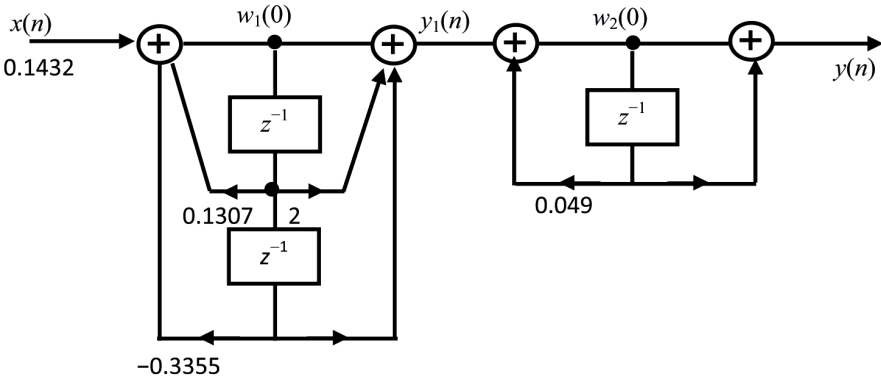 x(n)
w₁(0)
y₁(n)
w₂(0)
+
+
+
+
0.1432
y(n)
z⁻¹
z⁻¹
0.1307
2
0.049
z⁻¹
−0.3355